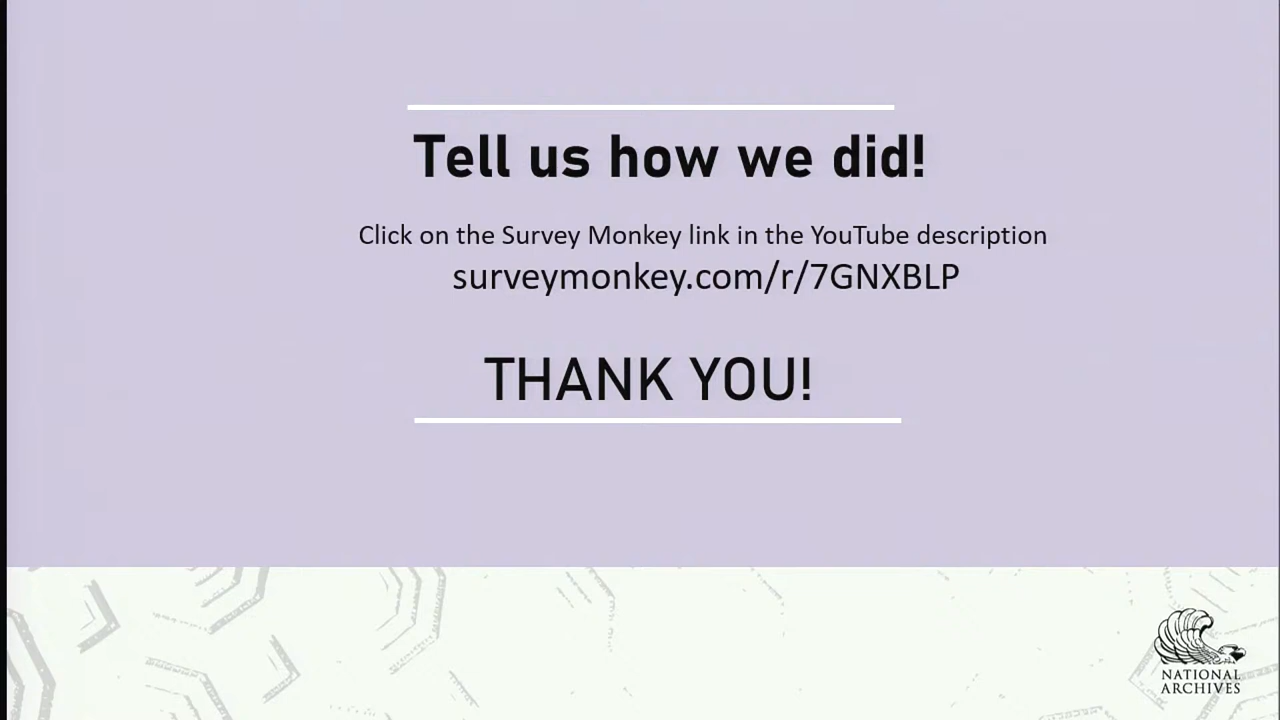 Tell us how we did!
Click on the Survey Monkey link in the YouTube description
surveymonkey.com/r/7GNXBLP
THANK YOU!
NATIONAL
ARCHIVES